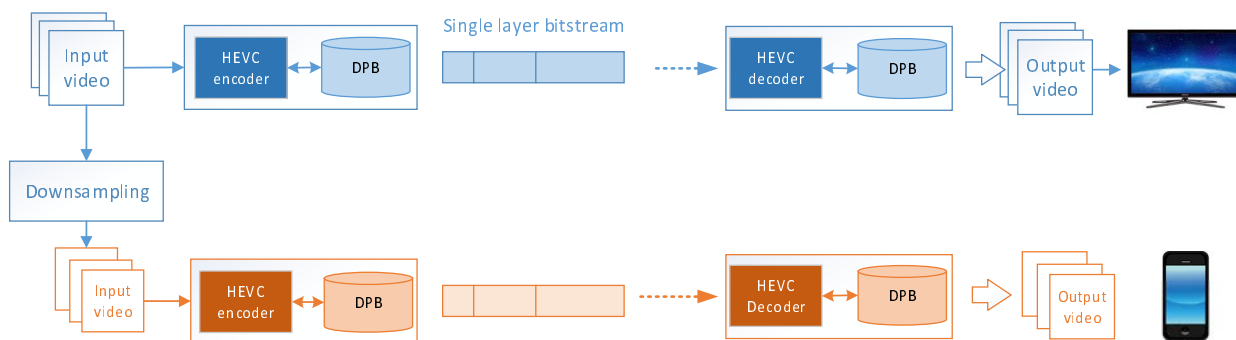 Single layer bitstream
Input
video
HEVC
encoder
DPB
HEVC
decoder
DPB
Output
video
Downsampling
Input
video
HEVC
encoder
DPB
HEVC
Decoder
DPB
Output
video